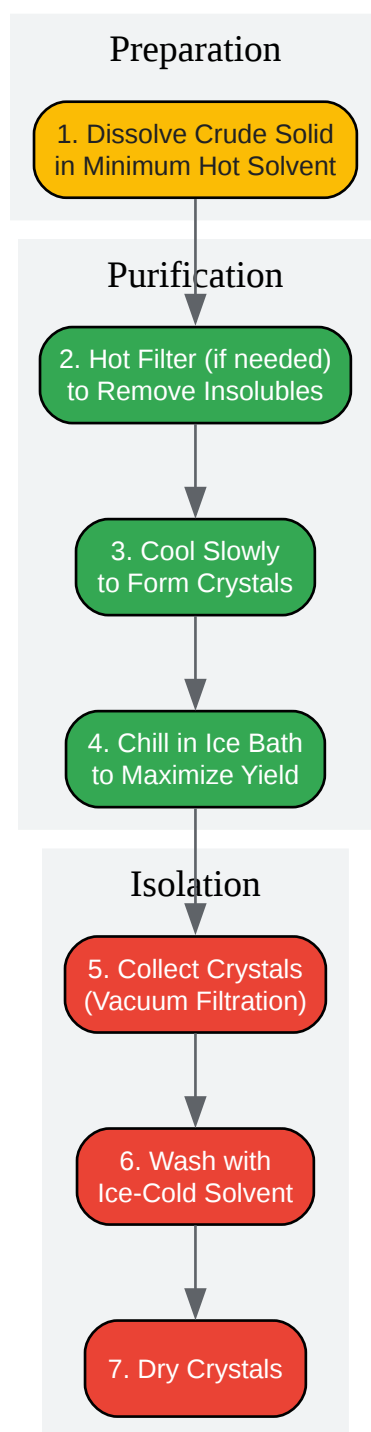 Preparation
1. Dissolve Crude Solid
in Minimum Hot Solvent
Purification
2. Hot Filter (if needed)
to Remove Insolubles
3. Cool Slowly
to Form Crystals
4. Chill in Ice Bath
to Maximize Yield
Isolation
5. Collect Crystals
(Vacuum Filtration)
6. Wash with
Ice-Cold Solvent
7. Dry Crystals